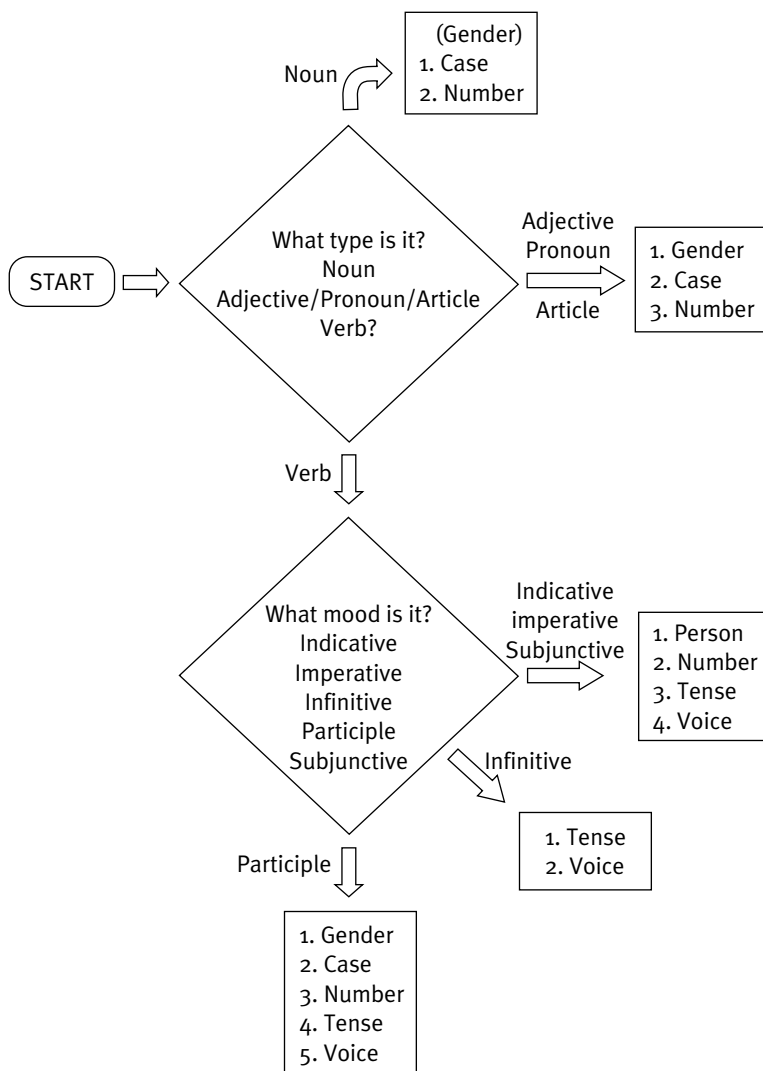 Noun
(Gender)
1. Case
2. Number
START
What type is it?
Noun
Adjective/Pronoun/Article
Verb?
Adjective
Pronoun
Article
1. Gender
2. Case
3. Number
Verb
What mood is it?
Indicative
Imperative
Infinitive
Participle
Subjunctive
Indicative
imperative
Subjunctive
1. Person
2. Number
3. Tense
4. Voice
Infinitive
1. Tense
2. Voice
Participle
1. Gender
2. Case
3. Number
4. Tense
5. Voice